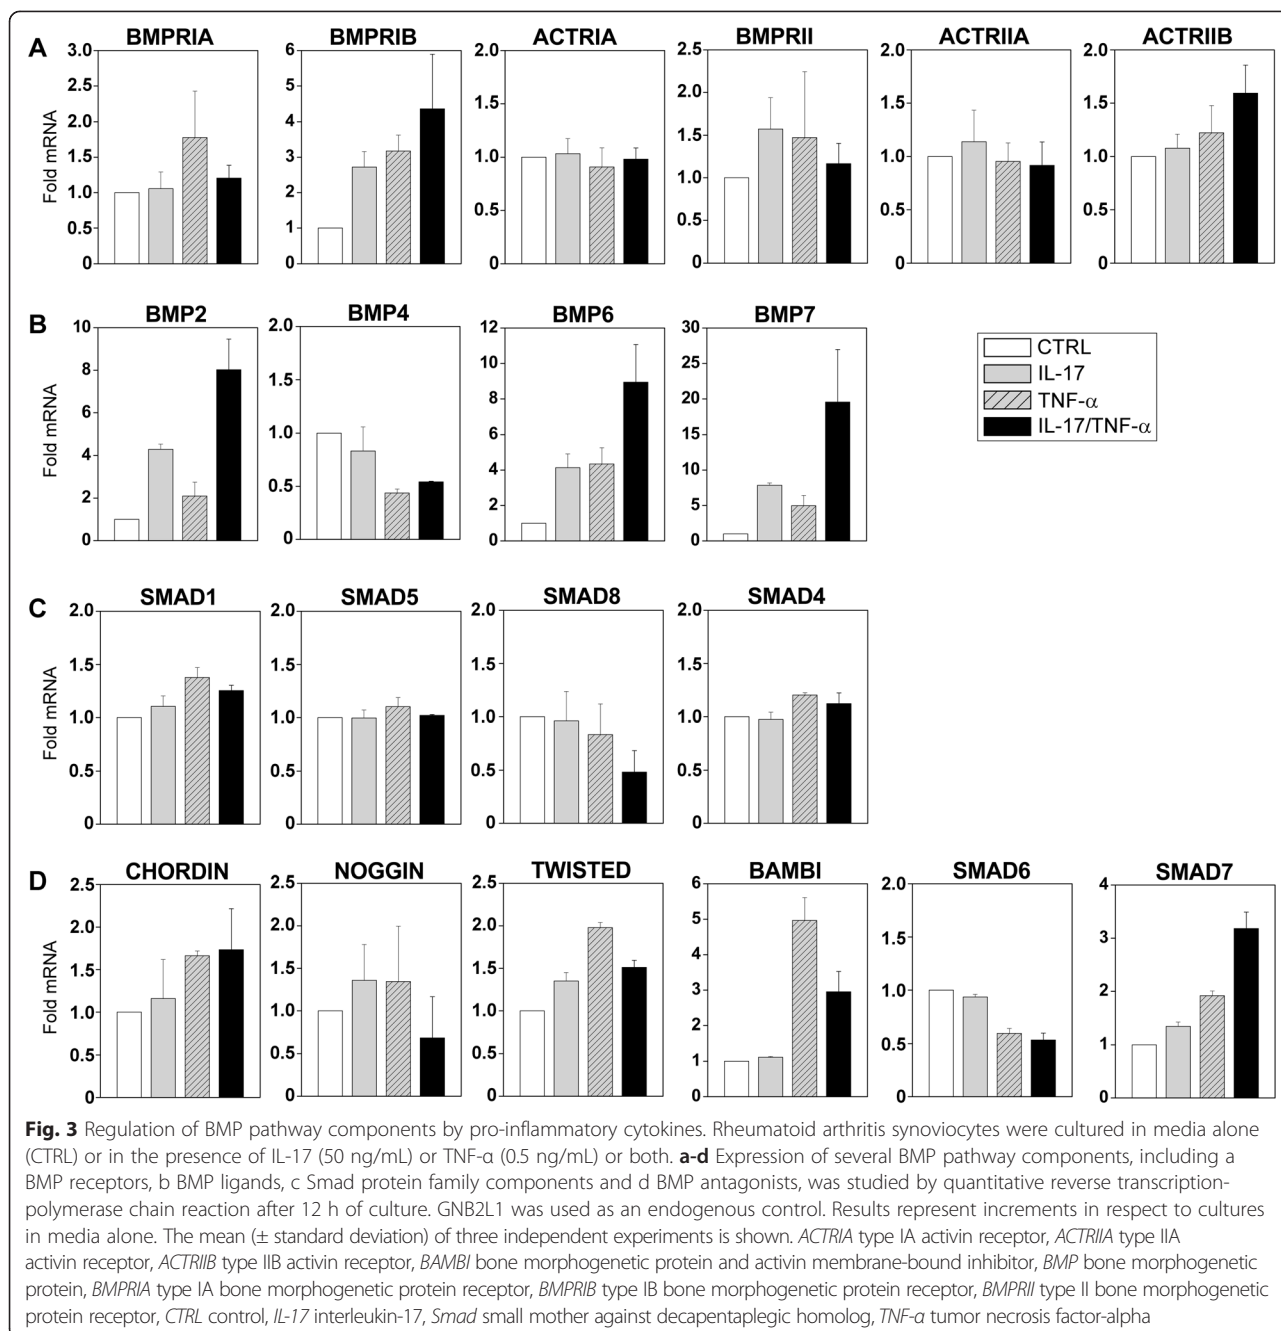 A
BMPRIA
BMPRIB
ACTRIA
BMPRII
ACTRIIA
ACTRIIB
Fold mRNA
3.0
2.5
2.0
1.5
1.0
0.5
0
6
5
4
3
2
1
0
2.0
1.5
1.0
0.5
0
2.5
2.0
1.5
1.0
0.5
0
2.0
1.5
1.0
0.5
0
2.0
1.5
1.0
0.5
0
B
BMP2
BMP4
BMP6
BMP7
Fold mRNA
10
8
6
4
2
0
2.0
1.5
1.0
0.5
0
12
10
8
6
4
2
0
30
25
20
15
10
5
0
CTRL
IL-17
TNF-α
IL-17/TNF-α
C
SMAD1
SMAD5
SMAD8
SMAD4
Fold mRNA
2.0
1.5
1.0
0.5
0
2.0
1.5
1.0
0.5
0
2.0
1.5
1.0
0.5
0
2.0
1.5
1.0
0.5
0
D
CHORDIN
NOGGIN
TWISTED
BAMBI
SMAD6
SMAD7
Fold mRNA
2.5
2.0
1.5
1.0
0.5
0
2.5
2.0
1.5
1.0
0.5
0
2.5
2.0
1.5
1.0
0.5
0
6
5
4
3
2
1
0
2.0
1.5
1.0
0.5
0
4
3
2
1
0
Fig. 3 Regulation of BMP pathway components by pro-inflammatory cytokines. Rheumatoid arthritis synoviocytes were cultured in media alone
(CTRL) or in the presence of IL-17 (50 ng/mL) or TNF-α (0.5 ng/mL) or both. a-d Expression of several BMP pathway components, including a
BMP receptors, b BMP ligands, c Smad protein family components and d BMP antagonists, was studied by quantitative reverse transcription-
polymerase chain reaction after 12 h of culture. GNB2L1 was used as an endogenous control. Results represent increments in respect to cultures
in media alone. The mean (± standard deviation) of three independent experiments is shown. ACTRIA type IA activin receptor, ACTRIIA type IIA
activin receptor, ACTRIIB type IIB activin receptor, BAMBI bone morphogenetic protein and activin membrane-bound inhibitor, BMP bone morphogenetic
protein, BMPRIA type IA bone morphogenetic protein receptor, BMPRIB type IB bone morphogenetic protein receptor, BMPRII type II bone morphogenetic
protein receptor, CTRL control, IL-17 interleukin-17, Smad small mother against decapentaplegic homolog, TNF-α tumor necrosis factor-alpha